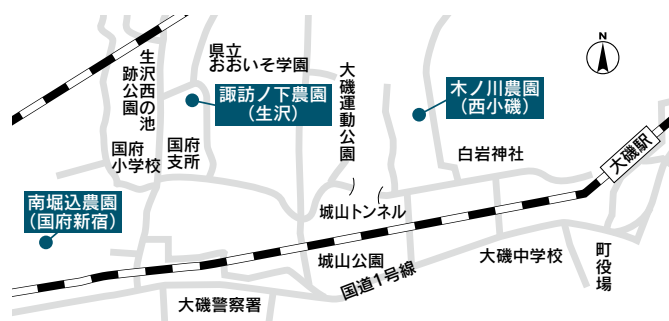 N
県立
おおいそ学園
生沢西の池
跡公園
大磯運動公園
諏訪ノ下農園
（生沢）
木ノ川農園
（西小磯）
国府
小学校
国府
支所
白岩神社
大磯駅
南堀込農園
（国府新宿）
城山トンネル
城山公園
大磯中学校
町役場
国道1号線
大磯警察署